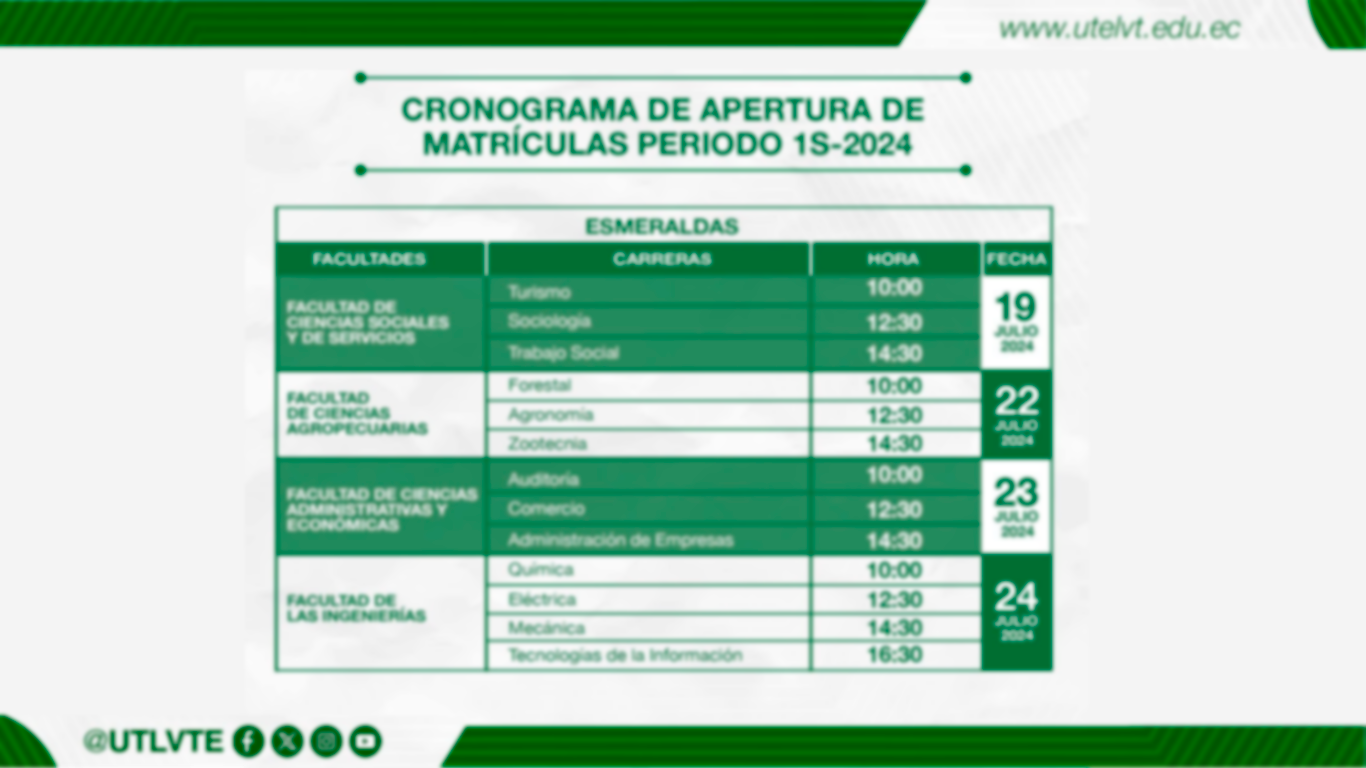 www.utelvt.edu.ec
CRONOGRAMA DE APERTURA DE
MATRÍCULAS PERIODO 1S-2024
ESMERALDAS
FACULTADES CARRERAS HORA FECHA
FACULTAD DE
CIENCIAS SOCIALES
Y DE SERVICIOS
Turismo 10:00
Sociología 12:30
Trabajo Social 14:30
19
JULIO
2024
FACULTAD
DE CIENCIAS
AGROPECUARIAS
Forestal 10:00
Agronomía 12:30
Zootecnia 14:30
22
JULIO
2024
FACULTAD DE CIENCIAS
ADMINISTRATIVAS Y
ECONÓMICAS
Auditoría 10:00
Comercio 12:30
Administración de Empresas 14:30
23
JULIO
2024
FACULTAD DE
LAS INGENIERÍAS
Química 10:00
Eléctrica 12:30
Mecánica 14:30
Tecnologías de la Información 16:30
24
JULIO
2024
@UTLVTE